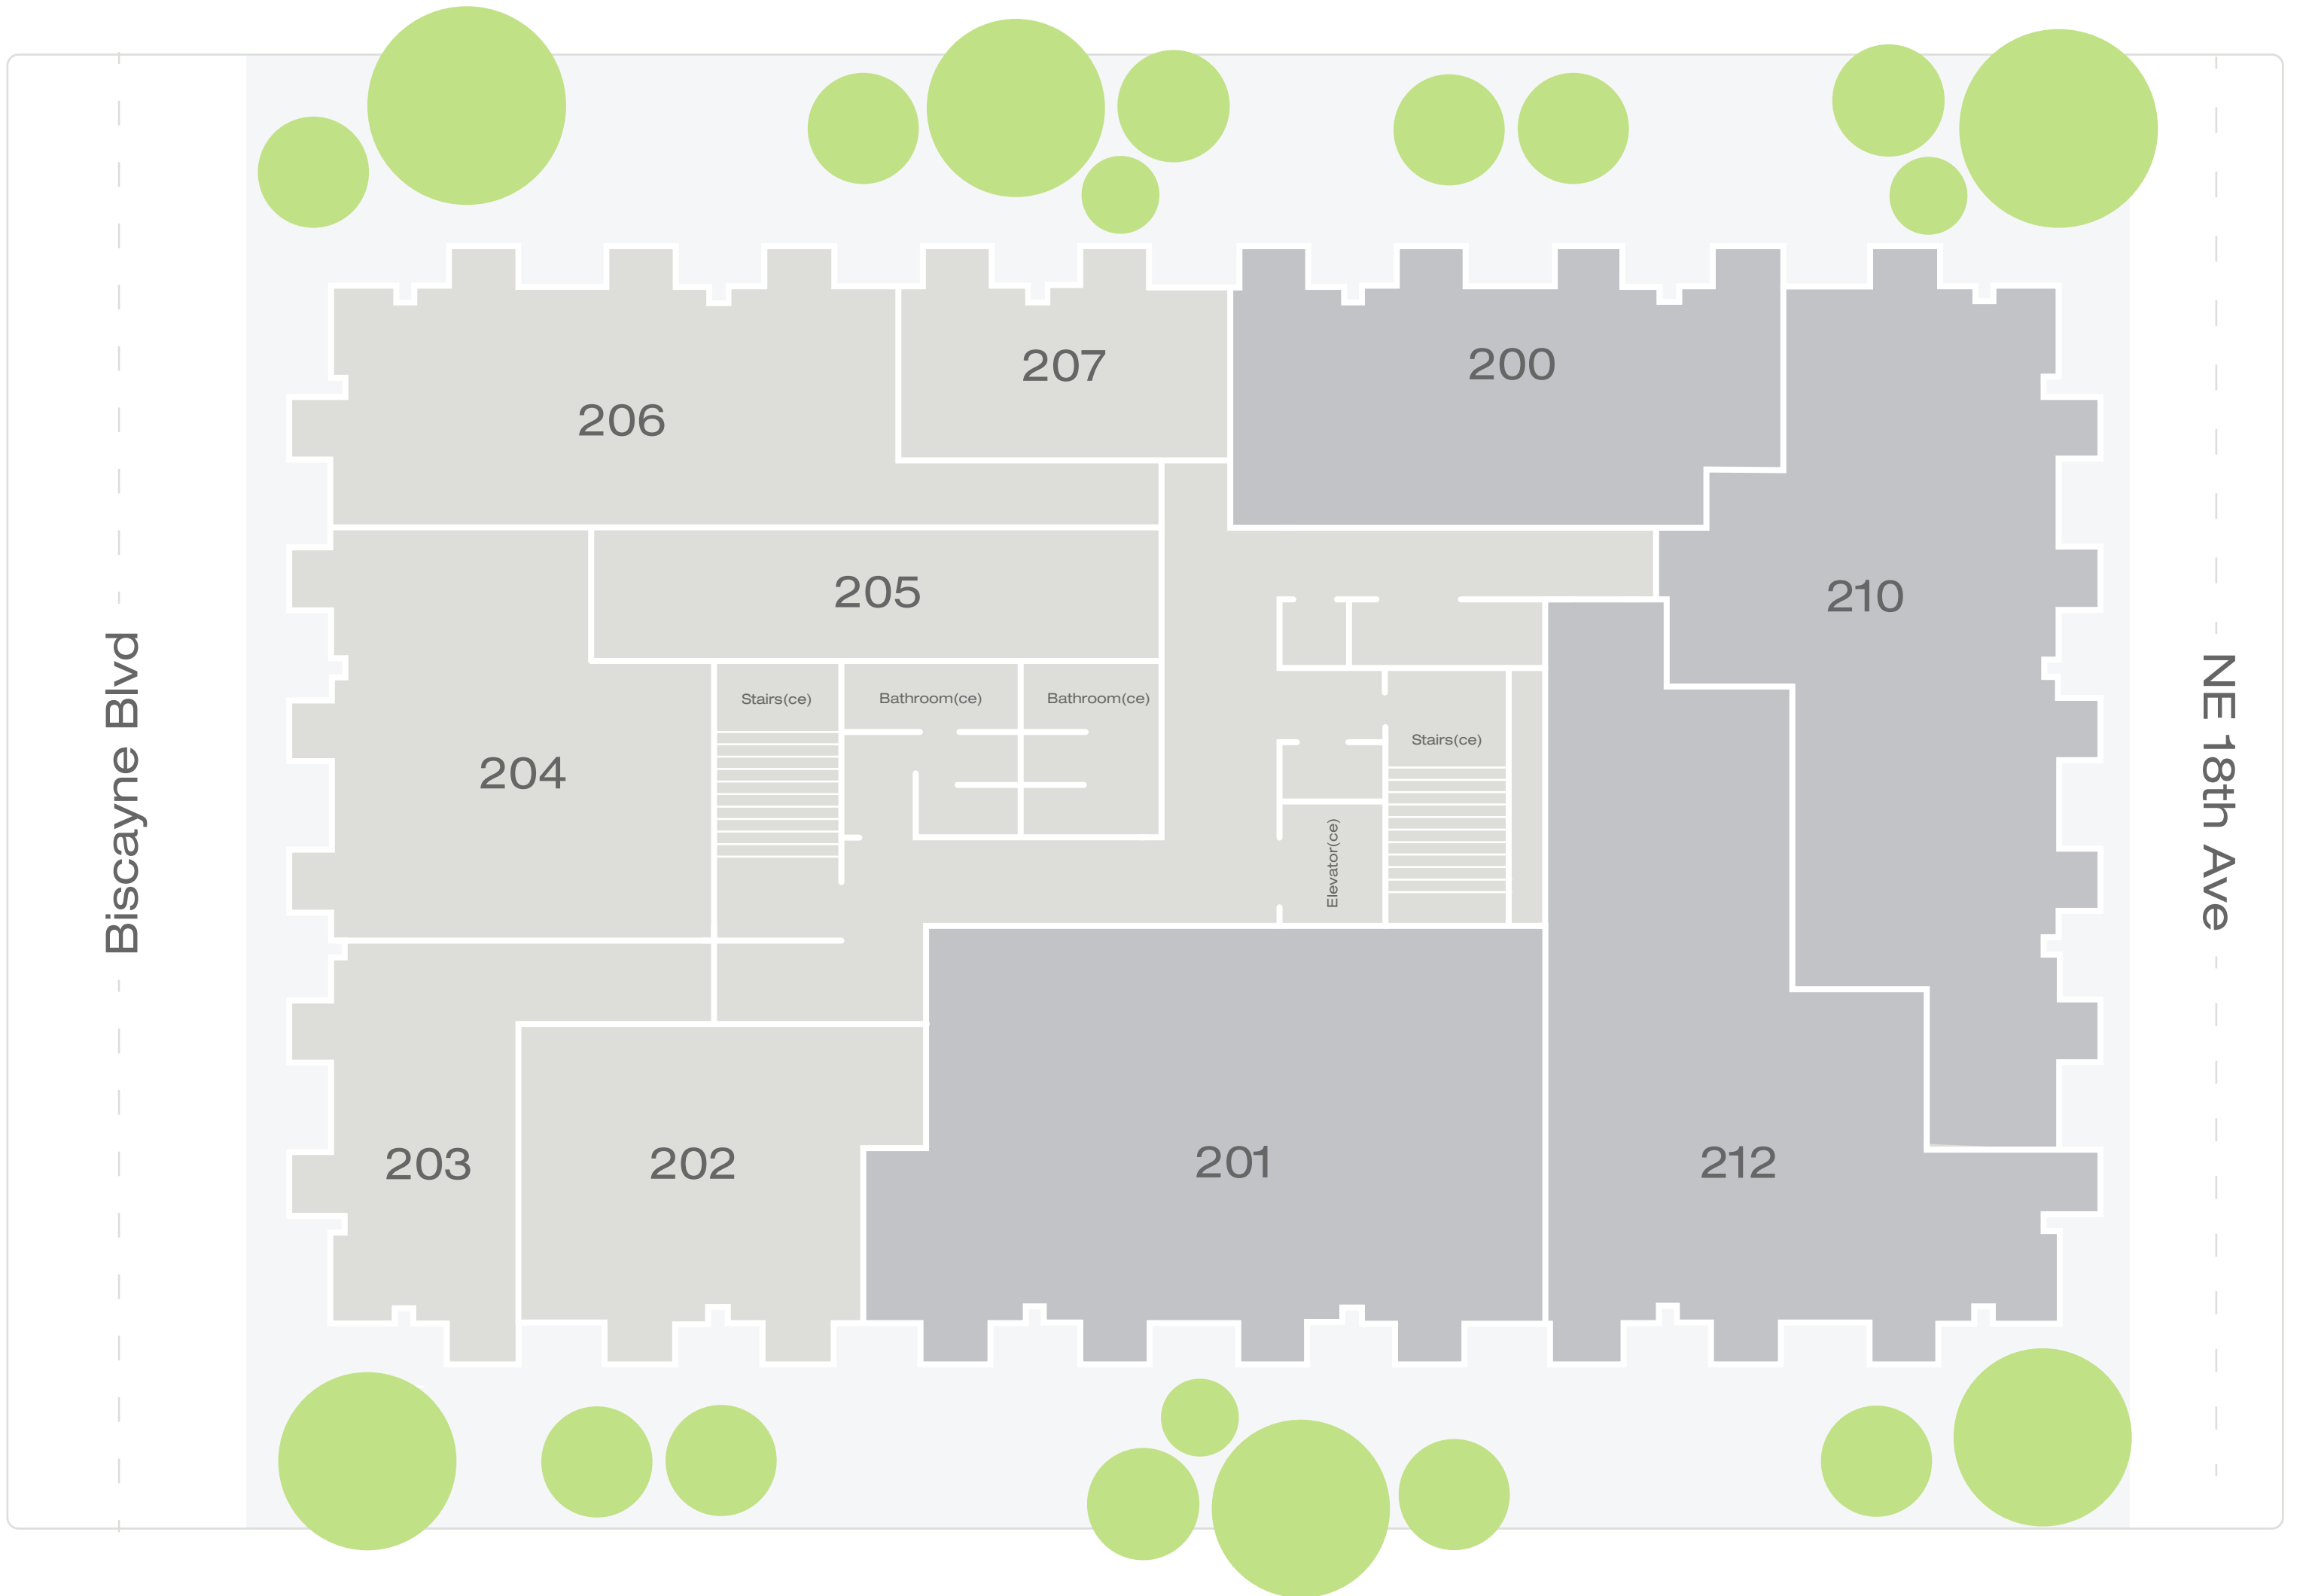 207
200
206
205
210
Biscayne Blvd
NE 18th Ave
Stairs(ce)
Bathroom(ce)
Bathroom(ce)
Stairs(ce)
204
Elevator(ce)
203
202
201
212